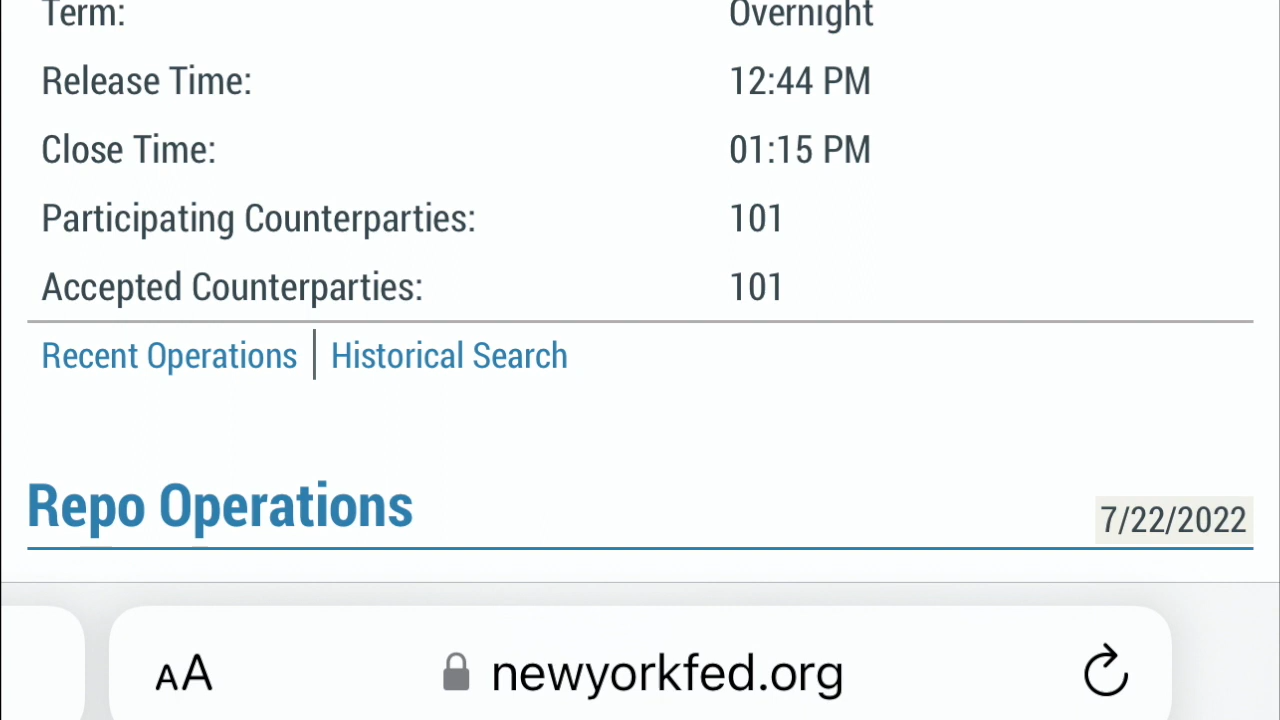 Term: Overnight
Release Time: 12:44 PM
Close Time: 01:15 PM
Participating Counterparties: 101
Accepted Counterparties: 101
Recent Operations | Historical Search
Repo Operations 7/22/2022
AA newyorkfed.org